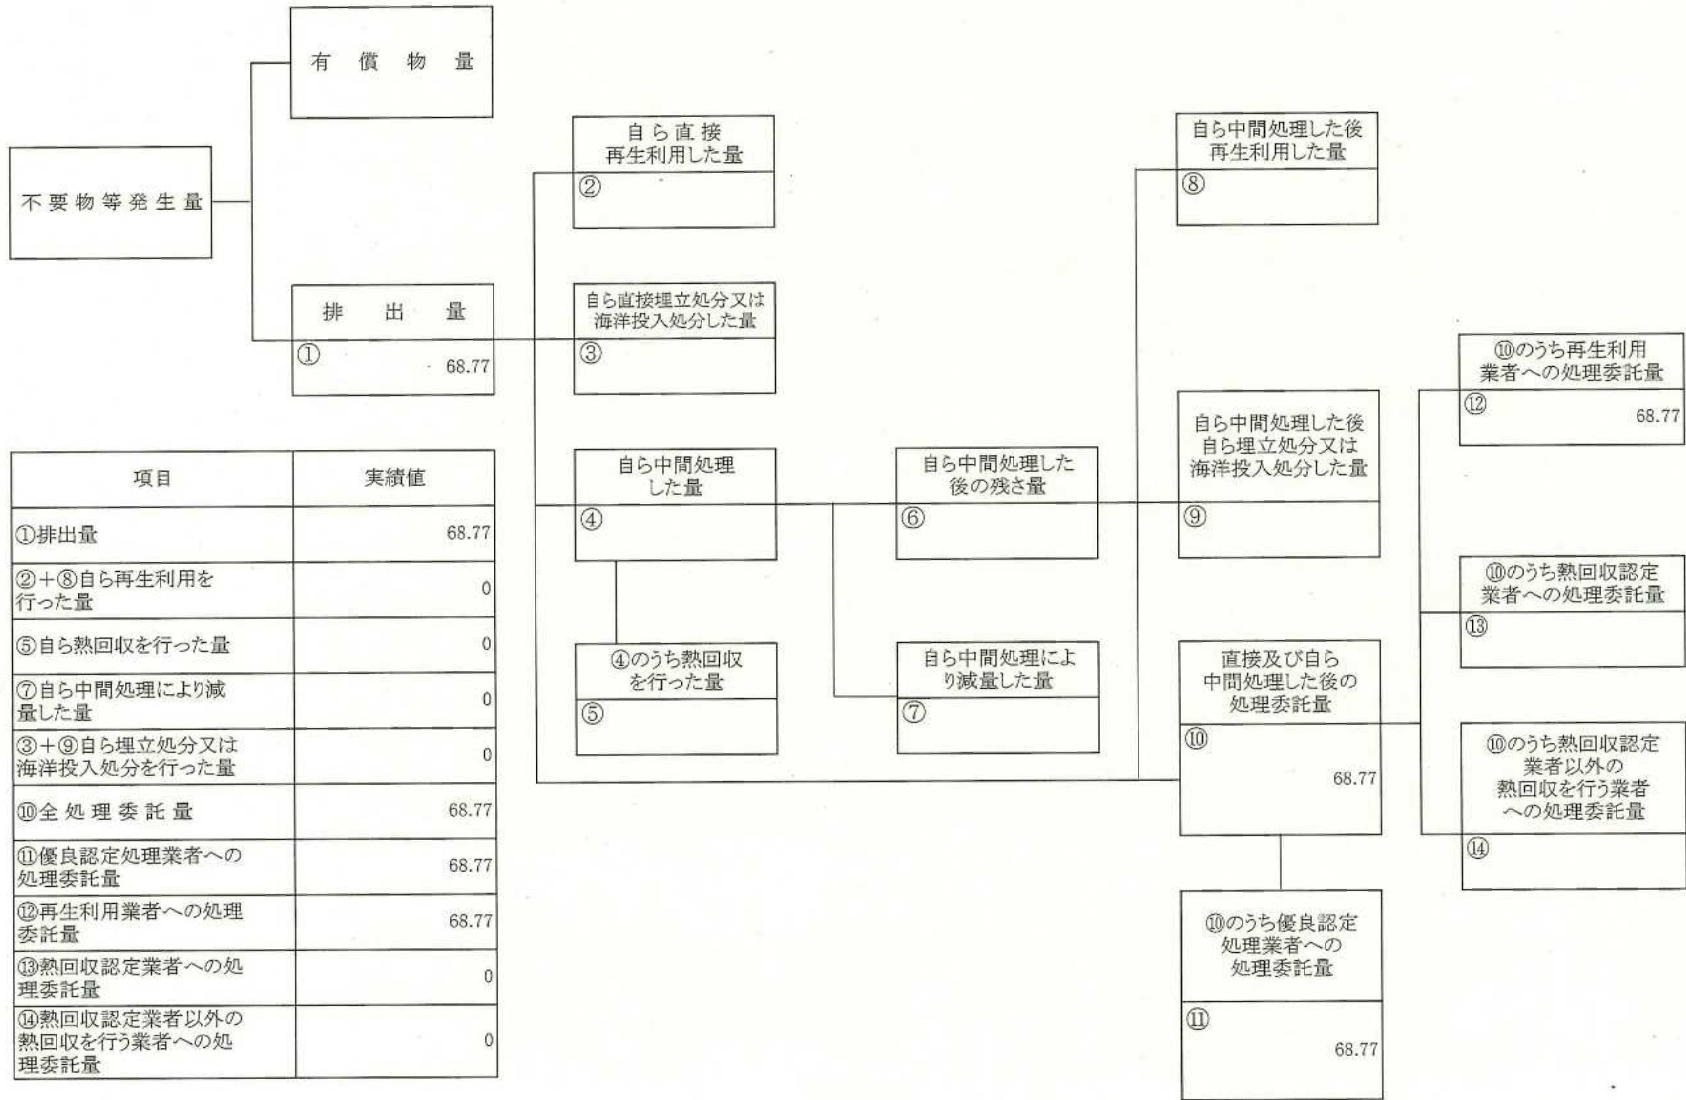 有償物量
不要物等発生量
排出量
①
68.77
自ら直接
再生利用した量
②
自ら直接埋立処分又は
海洋投入処分した量
③
自ら中間処理
した量
④
④のうち熱回収
を行った量
⑤
自ら中間処理した
後の残さ量
⑥
自ら中間処理によ
り減量した量
⑦
自ら中間処理した後
再生利用した量
⑧
自ら中間処理した後
自ら埋立処分又は
海洋投入処分した量
⑨
直接及び自ら
中間処理した後の
処理委託量
⑩
68.77
⑩のうち優良認定
処理業者への
処理委託量
⑪
68.77
⑩のうち再生利用
業者への処理委託量
⑫
68.77
⑩のうち熱回収認定
業者への処理委託量
⑬
⑩のうち熱回収認定
業者以外の
熱回収を行う業者
への処理委託量
⑭
項目 実績値
①排出量 68.77
②+⑧自ら再生利用を
行った量 0
⑤自ら熱回収を行った量 0
⑦自ら中間処理により減
量した量 0
③+⑨自ら埋立処分又は
海洋投入処分を行った量 0
⑩全処理委託量 68.77
⑪優良認定処理業者への
処理委託量 68.77
⑫再生利用業者への処理
委託量 68.77
⑬熱回収認定業者への処
理委託量 0
⑭熱回収認定業者以外の
熱回収を行う業者への処
理委託量 0